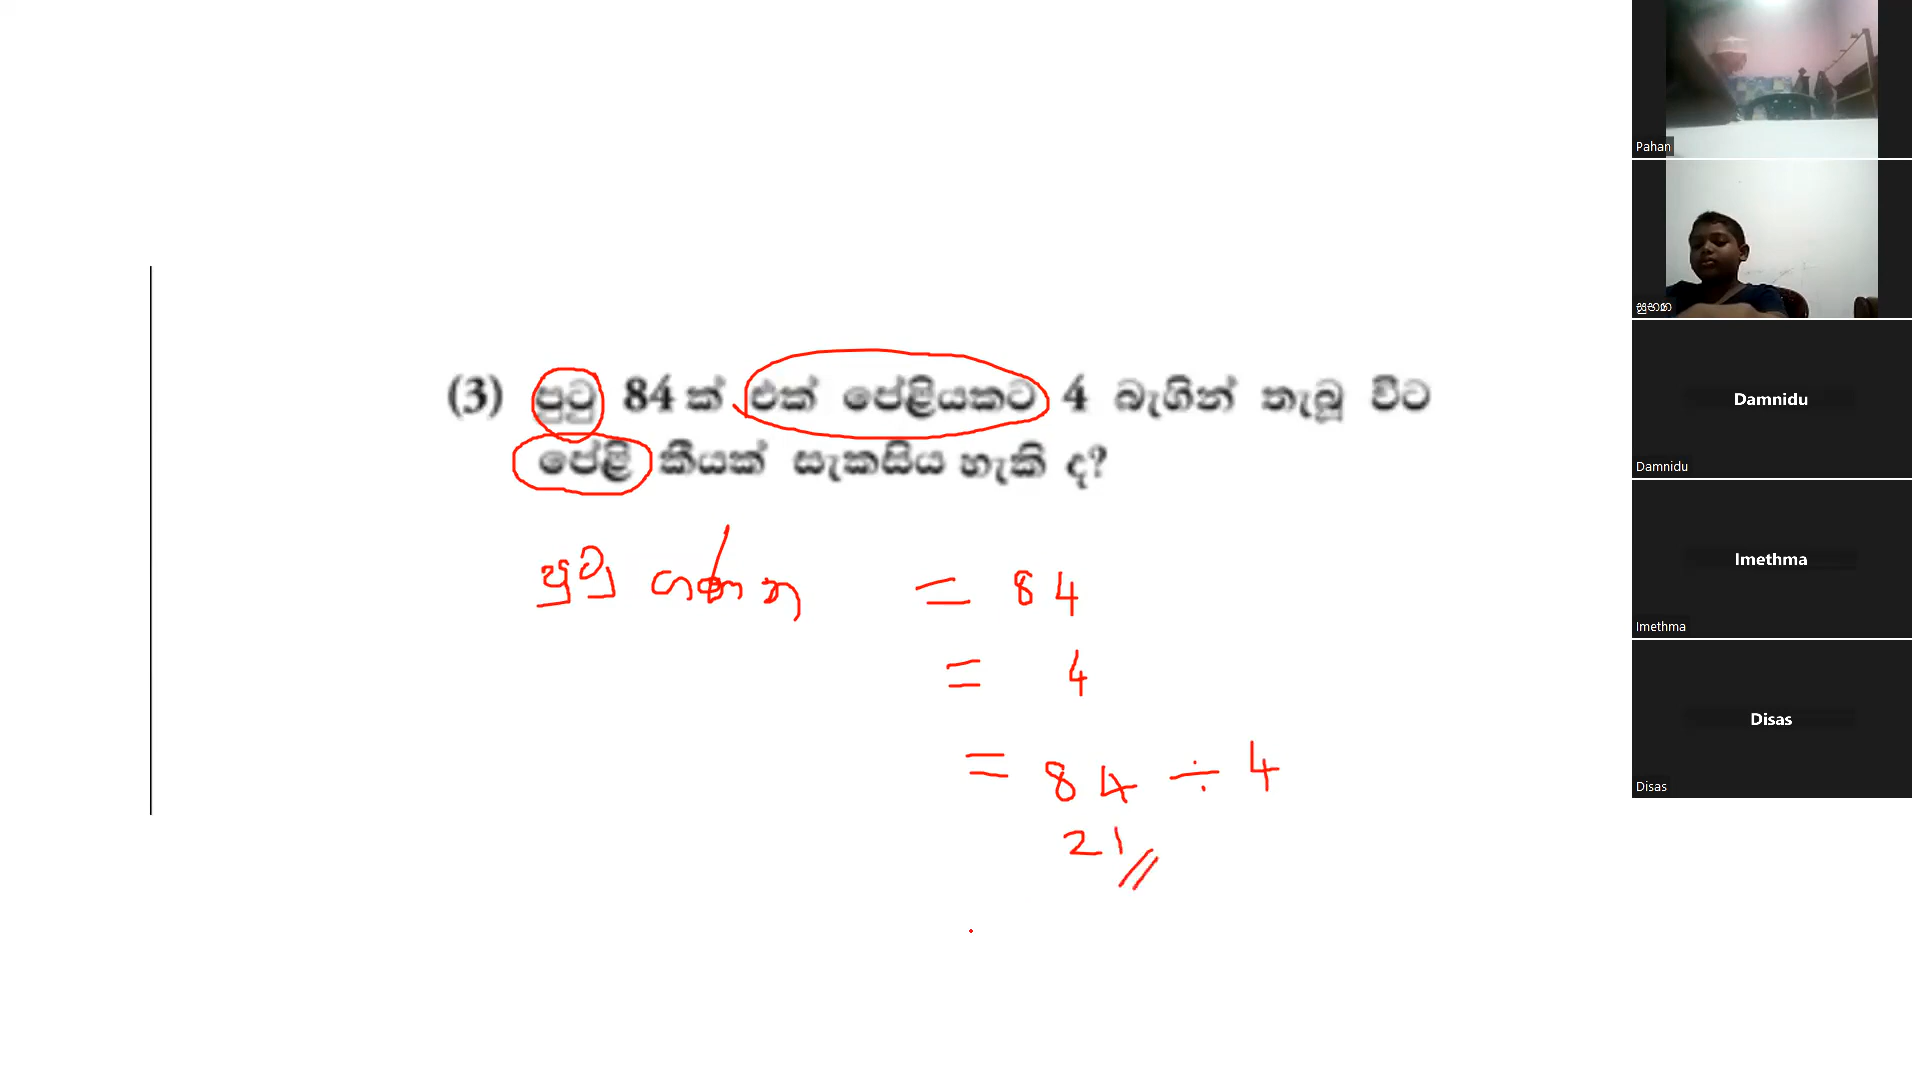 (3) පුටු 84 ක් එක් පේළියකට 4 බැගින් තැබූ විට
පේළි කීයක් සැකසිය හැකි ද?
පුටු ගණන = 84
= 4
= 84 ÷ 4
21
Pahan
Damnidu
Damnidu
Imethma
Imethma
Disas
Disas